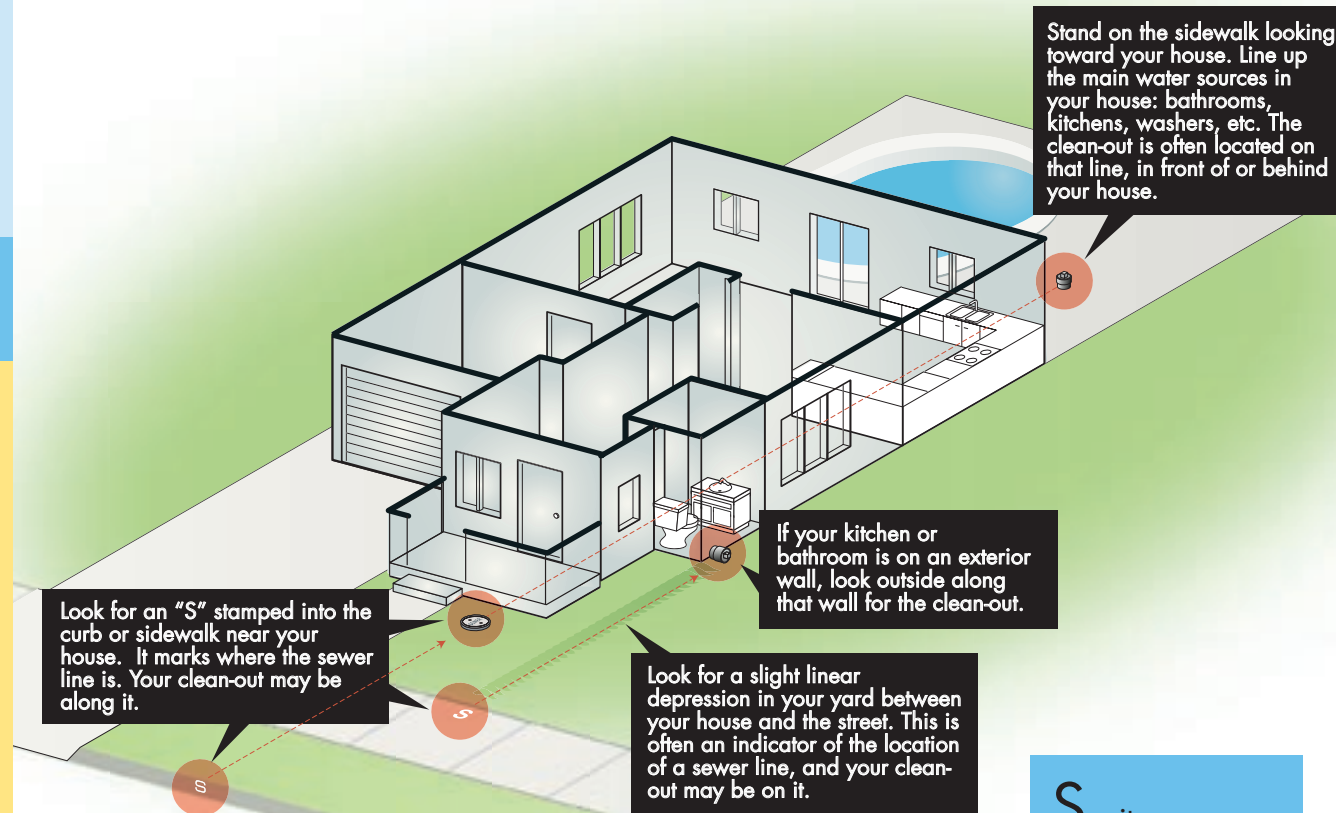 Stand on the sidewalk looking
toward your house. Line up
the main water sources in
your house: bathrooms,
kitchens, washers, etc. The
clean-out is often located on
that line, in front of or behind
your house.
If your kitchen or
bathroom is on an exterior
wall, look outside along
that wall for the clean-out.
Look for an “S” stamped into the
curb or sidewalk near your
house.  It marks where the sewer
line is. Your clean-out may be
along it.
Look for a slight linear
depression in your yard between
your house and the street. This is
often an indicator of the location
of a sewer line, and your clean-
out may be on it.
S
S
S